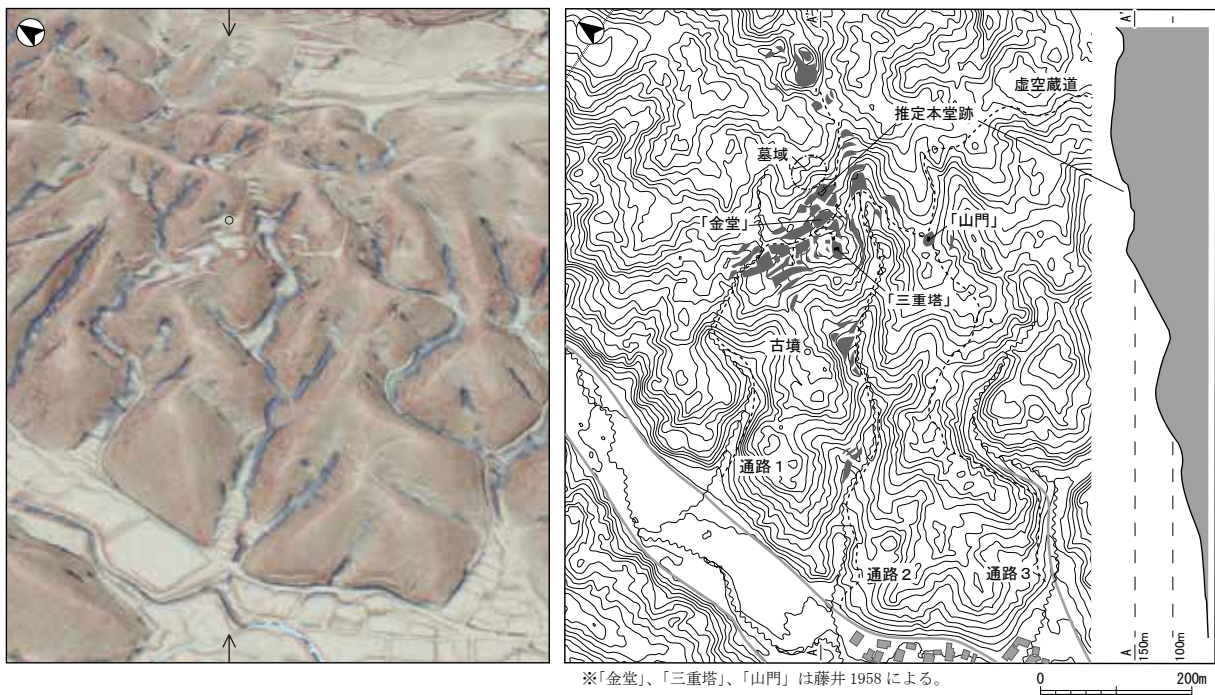 A'
A'
虚空蔵道
推定本堂跡
墓域
「金堂」
「山門」
「三重塔」
古墳
通路1
通路2
通路3
A
A
150m
100m
※「金堂」、「三重塔」、「山門」は藤井 1958 による。
0
200m